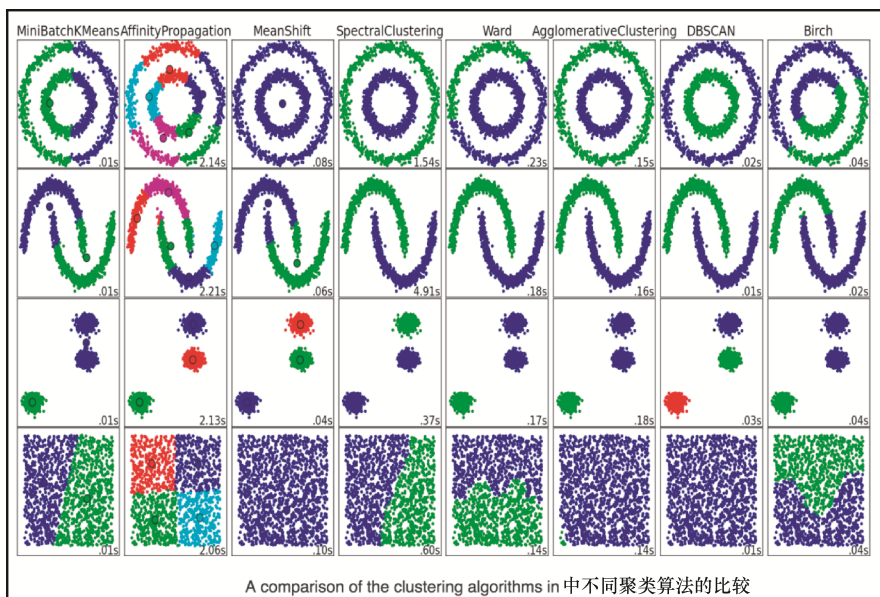 MiniBatchKMeans AffinityPropagation MeanShift SpectralClustering Ward AgglomerativeClustering DBSCAN Birch
.01s 2.14s .08s 1.54s .23s .15s .02s .04s
.01s 2.21s .06s 4.91s .18s .16s .01s .02s
.01s 2.13s .04s .37s .17s .18s .03s .04s
.01s 2.06s .10s .60s .14s .14s .01s .04s
A comparison of the clustering algorithms in 中不同聚类算法的比较